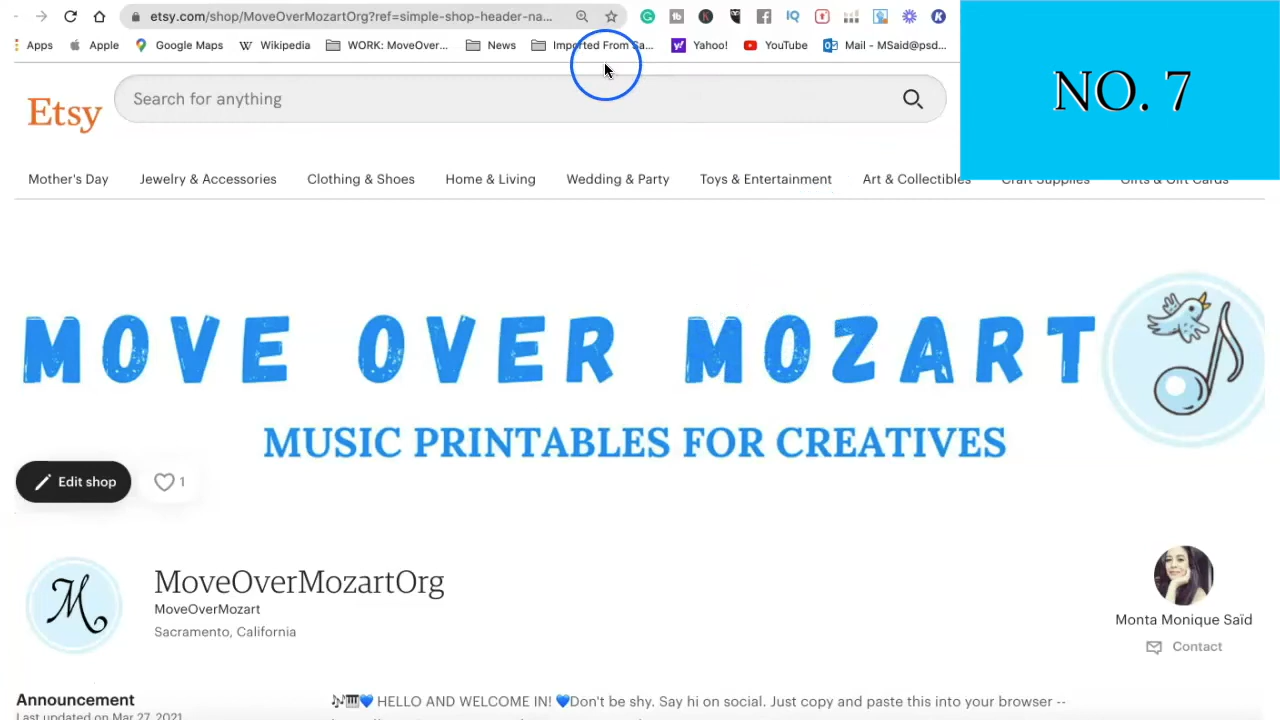 etsy.com/shop/MoveOverMozartOrg?ref=simple-shop-header-na...
Apps Apple Google Maps Wikipedia WORK: MoveOver... News Imported From Sa... Yahoo! YouTube Mail - MSaid@psd...
NO. 7
Etsy
Search for anything
Mother's Day Jewelry & Accessories Clothing & Shoes Home & Living Wedding & Party Toys & Entertainment Art & Collectibles Craft Supplies Gifts & Gift Cards
MOVE OVER MOZART
MUSIC PRINTABLES FOR CREATIVES
Edit shop 1
M
MoveOverMozartOrg
MoveOverMozart
Sacramento, California
Monta Monique Saïd
Contact
Announcement
Last updated on Mar 27, 2021
🎶🎹💙 HELLO AND WELCOME IN! 💙Don't be shy. Say hi on social. Just copy and paste this into your browser --